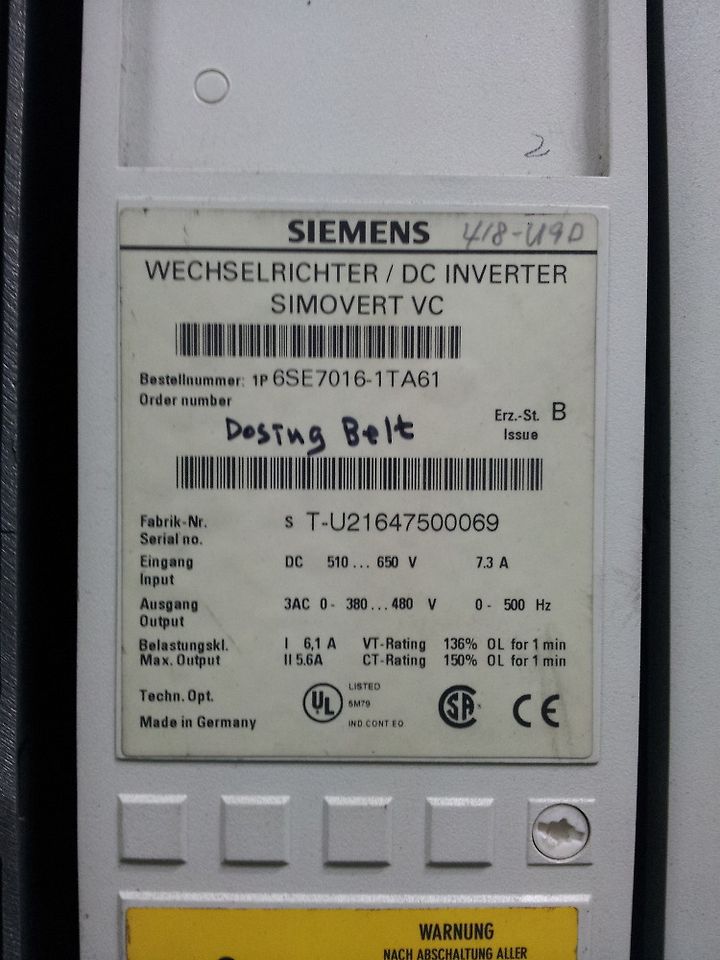 2
SIEMENS 418-U9D
WECHSELRICHTER / DC INVERTER
SIMOVERT VC
Bestellnummer: 1P 6SE7016-1TA61
Order number
Dosing Belt
Erz.-St. B
Issue
Fabrik-Nr. S T-U21647500069
Serial no.
Eingang DC 510 ... 650 V 7.3 A
Input
Ausgang 3AC 0- 380...480 V 0- 500 Hz
Output
Belastungskl. I 6,1 A VT-Rating 136% OL for 1 min
Max. Output II 5.6A CT-Rating 150% OL for 1 min
Techn. Opt.
Made in Germany
UL LISTED
5M79
IND.CONT EQ
SA
CE
WARNUNG
NACH ABSCHALTUNG ALLER